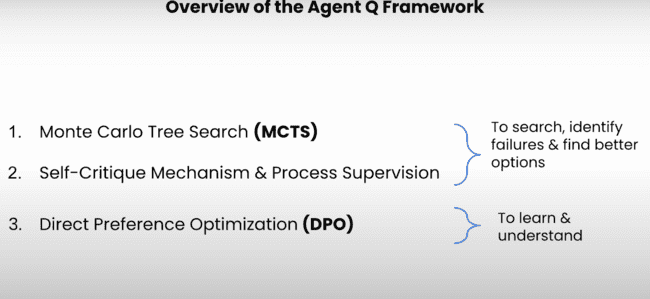 Overview of the Agent Q Framework
1. Monte Carlo Tree Search (MCTS)
2. Self-Critique Mechanism & Process Supervision
To search, identify
failures & find better
options
3. Direct Preference Optimization (DPO)
To learn &
understand